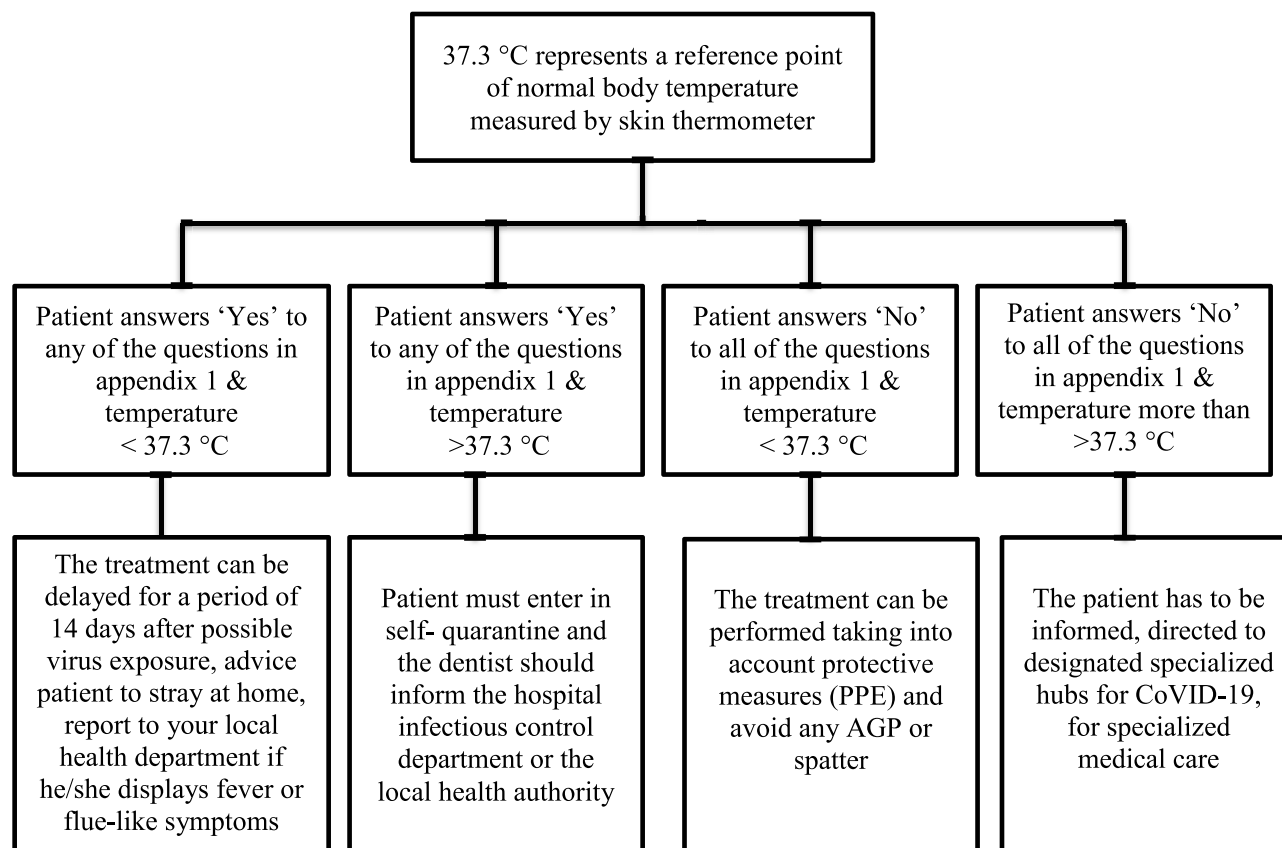 37.3 °C represents a reference point
of normal body temperature
measured by skin thermometer
Patient answers ‘Yes’ to
any of the questions in
appendix 1 &
temperature
< 37.3 °C
Patient answers ‘Yes’
to any of the questions
in appendix 1 &
temperature
>37.3 °C
Patient answers ‘No’
to all of the questions
in appendix 1 &
temperature
< 37.3 °C
Patient answers ‘No’
to all of the questions
in appendix 1 &
temperature more than
>37.3 °C
The treatment can be
delayed for a period of
14 days after possible
virus exposure, advice
patient to stray at home,
report to your local
health department if
he/she displays fever or
flue-like symptoms
Patient must enter in
self- quarantine and
the dentist should
inform the hospital
infectious control
department or the
local health authority
The treatment can be
performed taking into
account protective
measures (PPE) and
avoid any AGP or
spatter
The patient has to be
informed, directed to
designated specialized
hubs for CoVID-19,
for specialized
medical care